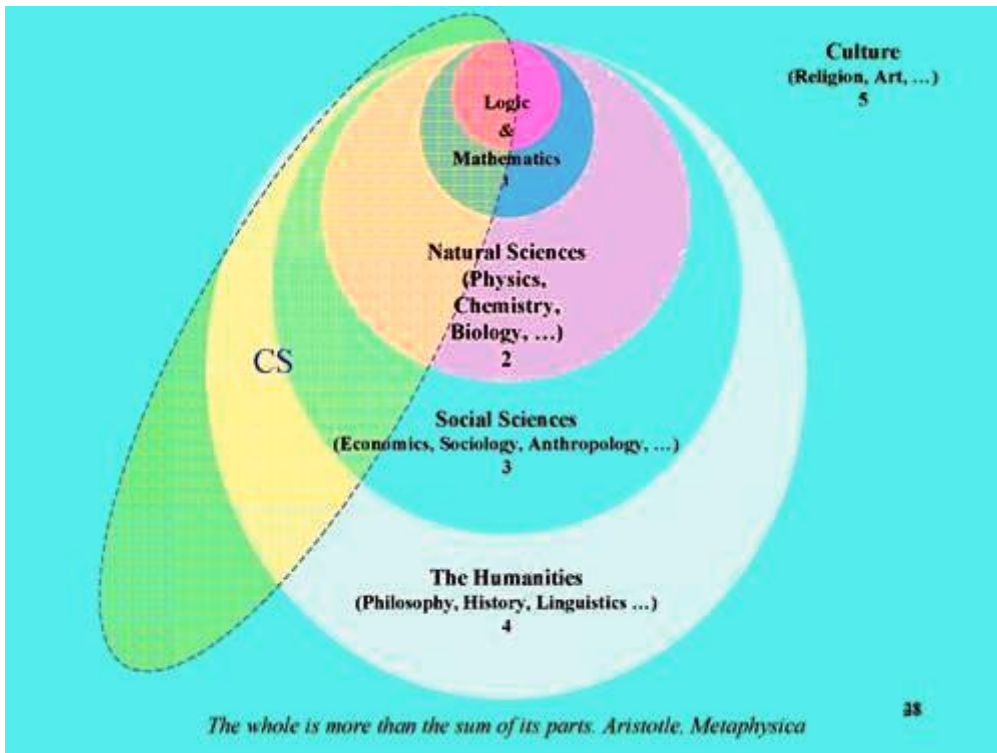 Culture
(Religion, Art, …)
5
Logic
&
Mathematics
1
Natural Sciences
(Physics,
Chemistry,
Biology, …)
2
CS
Social Sciences
(Economics, Sociology, Anthropology, …)
3
The Humanities
(Philosophy, History, Linguistics …)
4
The whole is more than the sum of its parts. Aristotle, Metaphysica